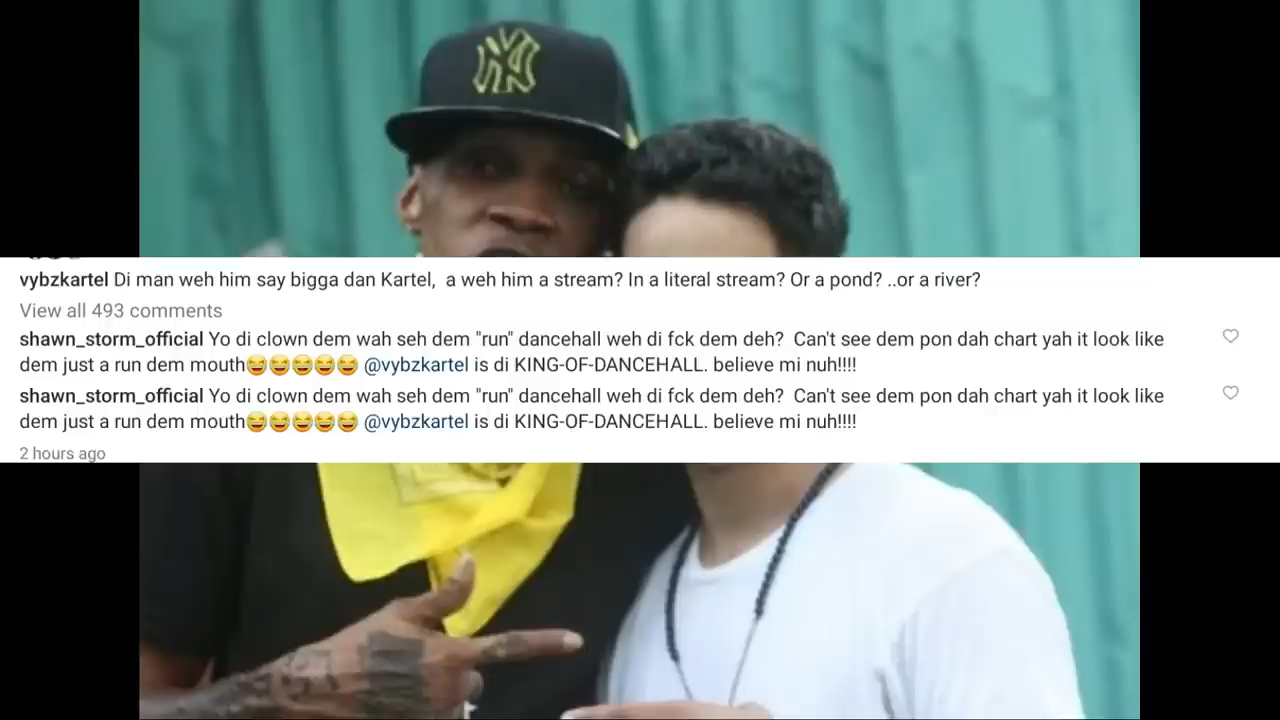 NY
vybzkartel Di man weh him say bigga dan Kartel,  a weh him a stream? In a literal stream? Or a pond? ..or a river?
View all 493 comments
shawn_storm_official Yo di clown dem wah seh dem "run" dancehall weh di fck dem deh?  Can't see dem pon dah chart yah it look like
dem just a run dem mouth😅😅😅😅😅 @vybzkartel is di KING-OF-DANCEHALL. believe mi nuh!!!!
shawn_storm_official Yo di clown dem wah seh dem "run" dancehall weh di fck dem deh?  Can't see dem pon dah chart yah it look like
dem just a run dem mouth😅😅😅😅😅 @vybzkartel is di KING-OF-DANCEHALL. believe mi nuh!!!!
2 hours ago